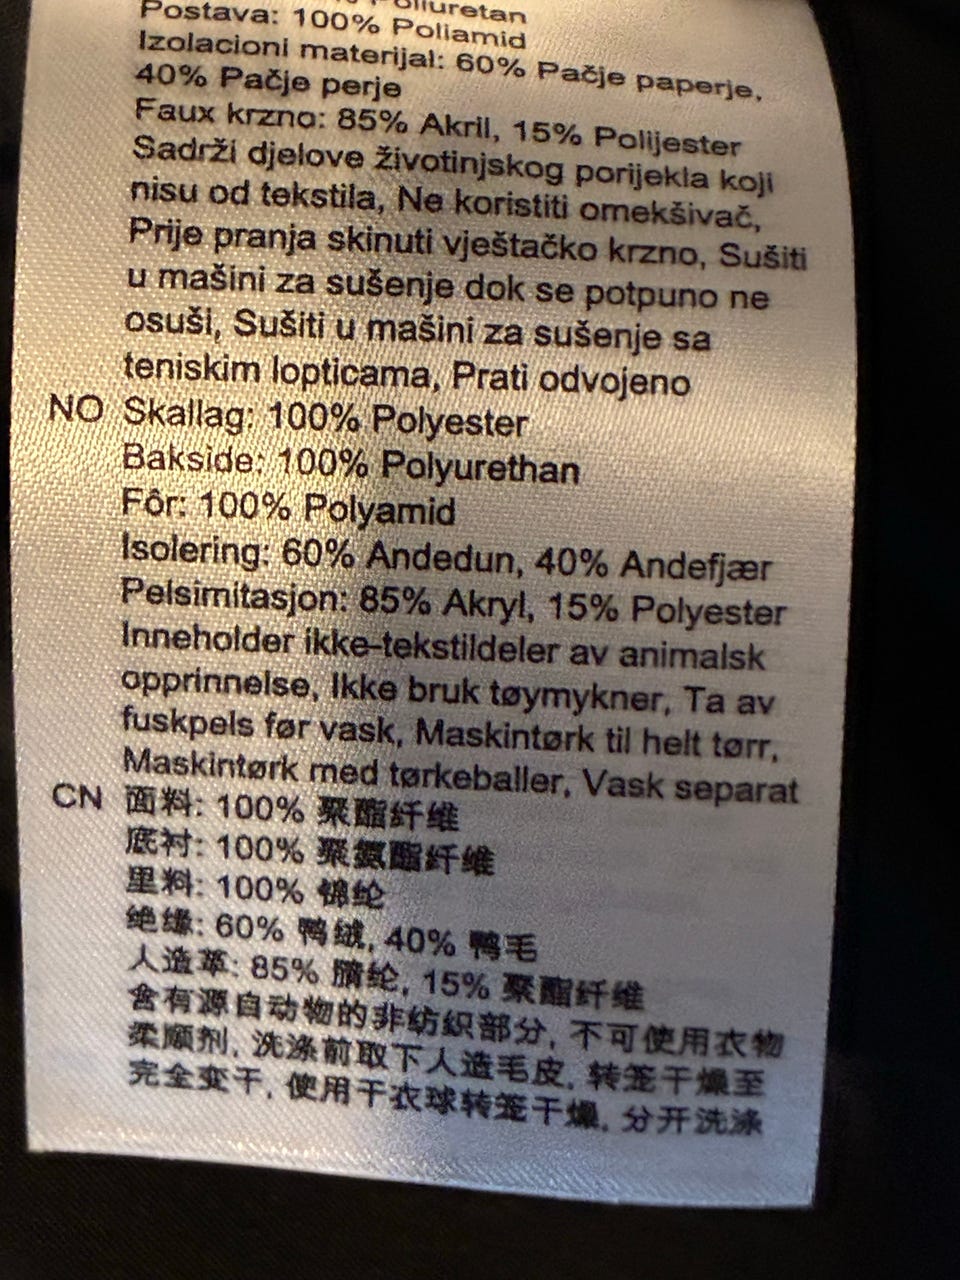 Poliuretan
Postava: 100% Poliamid
Izolacioni materijal: 60% Pačje paperje,
40% Pačje perje
Faux krzno: 85% Akril, 15% Polijester
Sadrži djelove životinjskog porijekla koji
nisu od tekstila, Ne koristiti omekšivač,
Prije pranja skinuti vještačko krzno, Sušiti
u mašini za sušenje dok se potpuno ne
osuši, Sušiti u mašini za sušenje sa
teniskim lopticama, Prati odvojeno
NO Skallag: 100% Polyester
Bakside: 100% Polyurethan
Fôr: 100% Polyamid
Isolering: 60% Andedun, 40% Andefjær
Pelsimitasjon: 85% Akryl, 15% Polyester
Inneholder ikke-tekstildeler av animalsk
opprinnelse, Ikke bruk tøymykner, Ta av
fuskpels før vask, Maskintørk til helt tørr,
Maskintørk med tørkeballer, Vask separat
CN 面料: 100% 聚酯纤维
底衬: 100% 聚氨酯纤维
里料: 100% 锦纶
绝缘: 60% 鸭绒, 40% 鸭毛
人造革: 85% 腈纶, 15% 聚酯纤维
含有源自动物的非纺织部分, 不可使用衣物
柔顺剂, 洗涤前取下人造毛皮, 转笼干燥至
完全变干, 使用干衣球转笼干燥, 分开洗涤